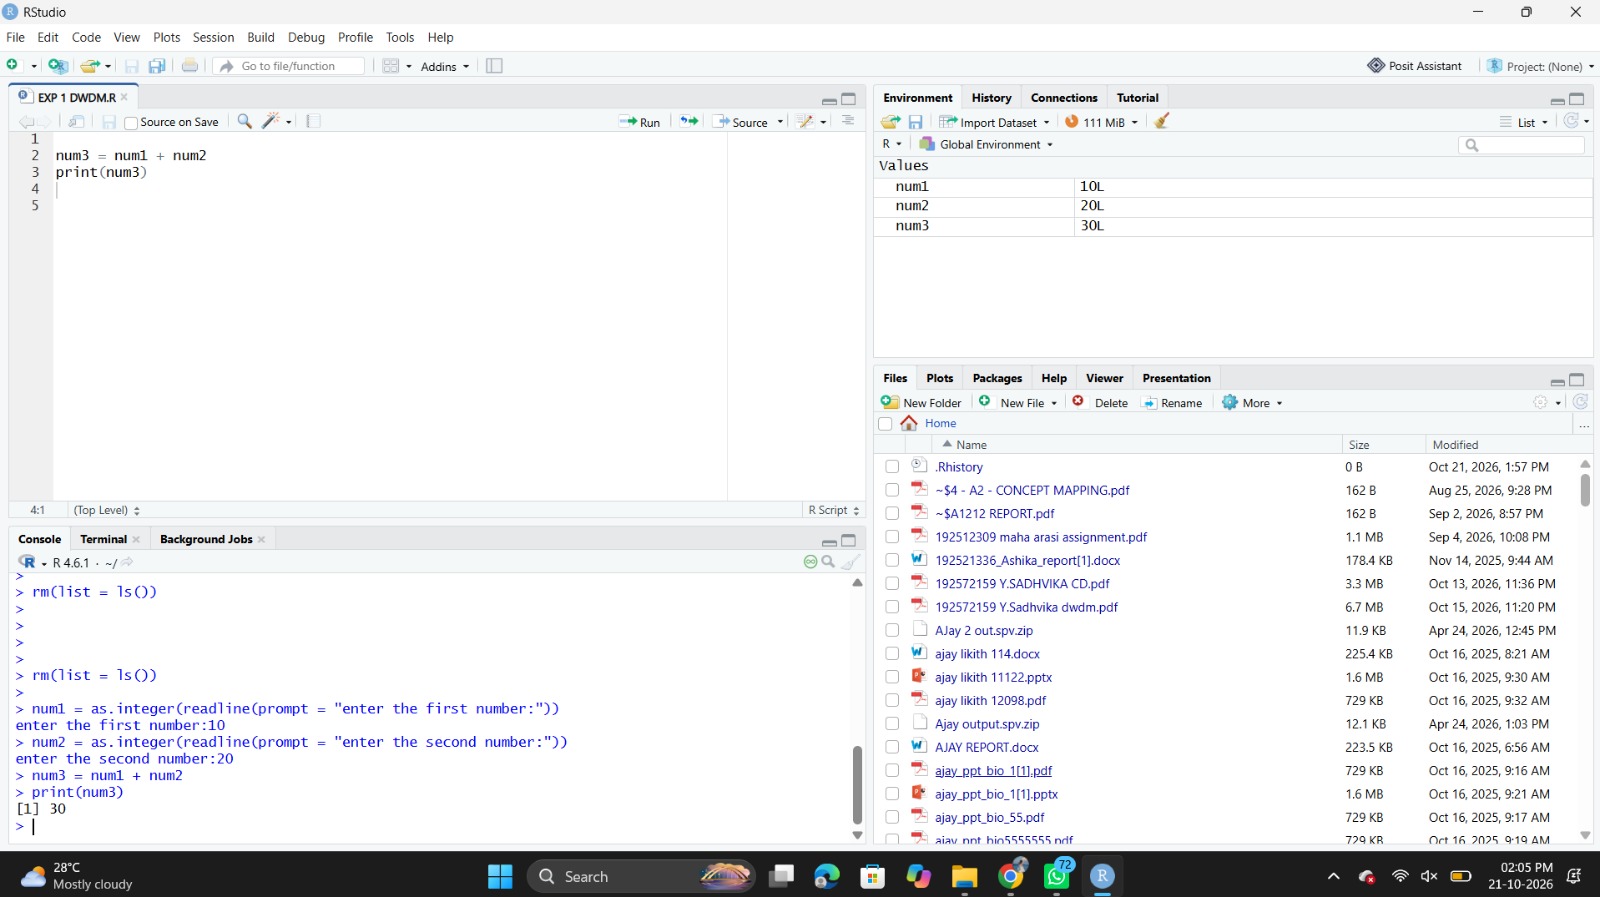 RStudio
File Edit Code View Plots Session Build Debug Profile Tools Help
Go to file/function Addins Posit Assistant Project: (None)
EXP 1 DWDM.R
Source on Save Run Source
1
2 num3 = num1 + num2
3 print(num3)
4
5
4:1 (Top Level) R Script
Console Terminal Background Jobs
R 4.6.1 · ~/
>
> rm(list = ls())
>
>
>
>
> rm(list = ls())
>
> num1 = as.integer(readline(prompt = "enter the first number:"))
enter the first number:10
> num2 = as.integer(readline(prompt = "enter the second number:"))
enter the second number:20
> num3 = num1 + num2
> print(num3)
[1] 30
>
Environment History Connections Tutorial
Import Dataset 111 MiB List
R Global Environment
Values
num1 10L
num2 20L
num3 30L
Files Plots Packages Help Viewer Presentation
New Folder New File Delete Rename More
Home ...
Name Size Modified
.Rhistory 0 B Oct 21, 2026, 1:57 PM
~$4 - A2 - CONCEPT MAPPING.pdf 162 B Aug 25, 2026, 9:28 PM
~$A1212 REPORT.pdf 162 B Sep 2, 2026, 8:57 PM
192512309 maha arasi assignment.pdf 1.1 MB Sep 4, 2026, 10:08 PM
192521336_Ashika_report[1].docx 178.4 KB Nov 14, 2025, 9:44 AM
192572159 Y.SADHVIKA CD.pdf 3.3 MB Oct 13, 2026, 11:36 PM
192572159 Y.Sadhvika dwdm.pdf 6.7 MB Oct 15, 2026, 11:20 PM
AJay 2 out.spv.zip 11.9 KB Apr 24, 2026, 12:45 PM
ajay likith 114.docx 225.4 KB Oct 16, 2025, 8:21 AM
ajay likith 11122.pptx 1.6 MB Oct 16, 2025, 9:30 AM
ajay likith 12098.pdf 729 KB Oct 16, 2025, 9:32 AM
Ajay output.spv.zip 12.1 KB Apr 24, 2026, 1:03 PM
AJAY REPORT.docx 223.5 KB Oct 16, 2025, 6:56 AM
ajay_ppt_bio_1[1].pdf 729 KB Oct 16, 2025, 9:16 AM
ajay_ppt_bio_1[1].pptx 1.6 MB Oct 16, 2025, 9:21 AM
ajay_ppt_bio_55.pdf 729 KB Oct 16, 2025, 9:17 AM
ajay_ppt_bio5555555.pdf 729 KB Oct 16, 2025, 9:19 AM
28°C
Mostly cloudy
Search
72
02:05 PM
21-10-2026